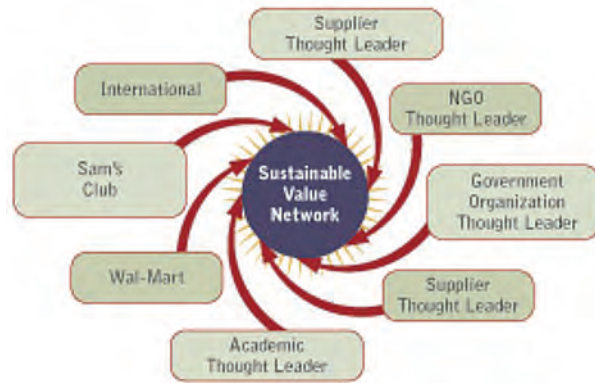 Supplier
Thought Leader
International
NGO
Thought Leader
Sam's
Club
Sustainable
Value
Network
Government
Organization
Thought Leader
Wal-Mart
Supplier
Thought Leader
Academic
Thought Leader